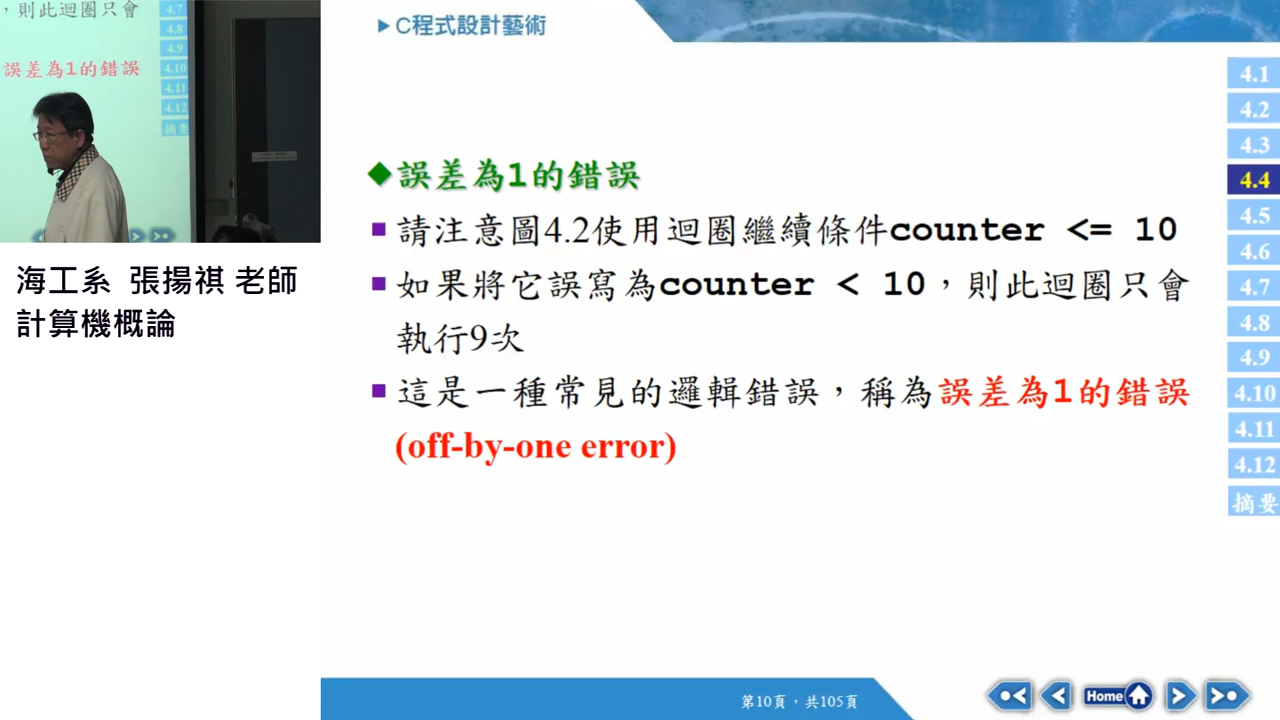 ，則此迴圈只會
誤差為1的錯誤
4.7
4.8
4.9
4.10
4.11
4.12
摘要
海工系 張揚祺 老師
計算機概論
C程式設計藝術
誤差為1的錯誤
請注意圖4.2使用迴圈繼續條件counter <= 10
如果將它誤寫為counter < 10，則此迴圈只會
執行9次
這是一種常見的邏輯錯誤，稱為誤差為1的錯誤
(off-by-one error)
4.1
4.2
4.3
4.4
4.5
4.6
4.7
4.8
4.9
4.10
4.11
4.12
摘要
第10頁，共105頁
Home